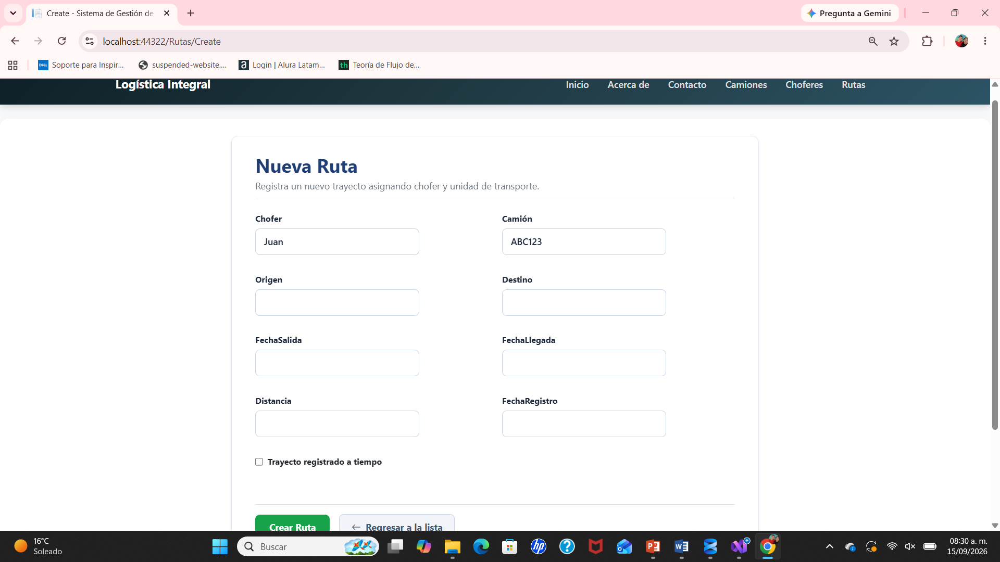 Create - Sistema de Gestión de
Pregunta a Gemini
localhost:44322/Rutas/Create
Soporte para Inspir...
suspended-website....
Login | Alura Latam...
Teoría de Flujo de...
Logística Integral
Inicio
Acerca de
Contacto
Camiones
Choferes
Rutas
Nueva Ruta
Registra un nuevo trayecto asignando chofer y unidad de transporte.
Chofer
Camión
Juan
ABC123
Origen
Destino
FechaSalida
FechaLlegada
Distancia
FechaRegistro
Trayecto registrado a tiempo
Crear Ruta
← Regresar a la lista
16°C
Soleado
Buscar
08:30 a. m.
15/09/2026